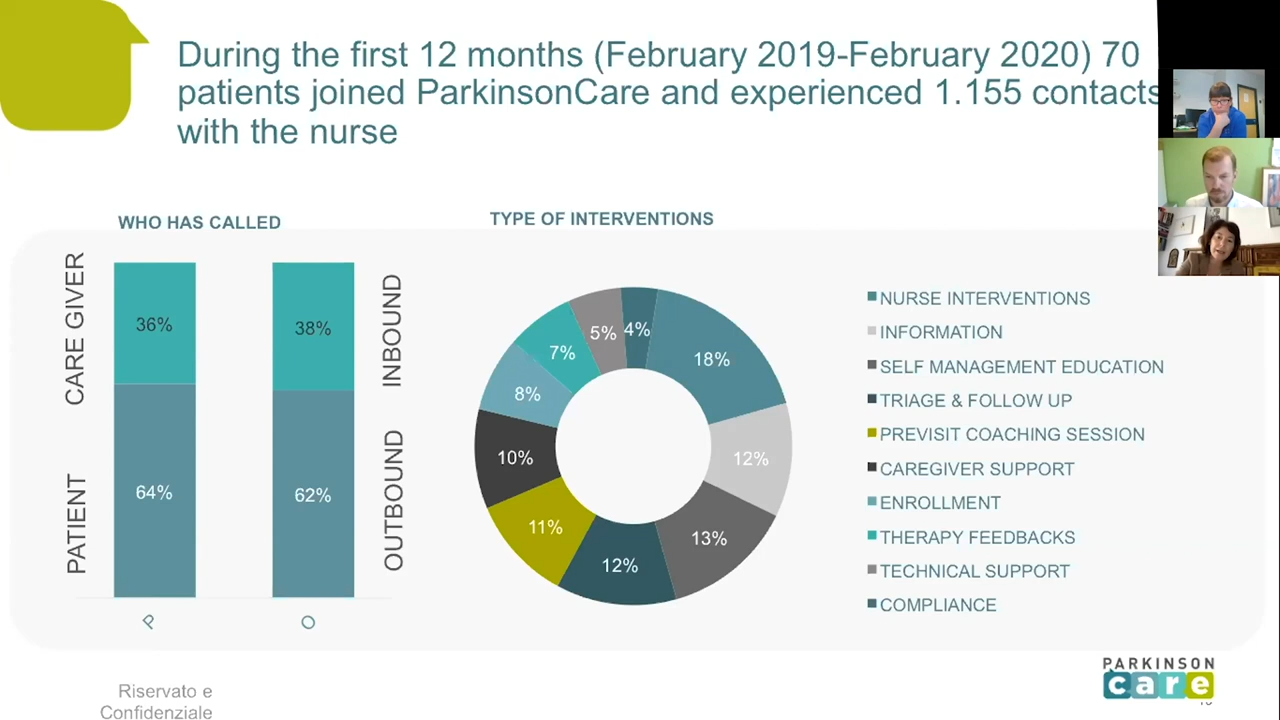 During the first 12 months (February 2019-February 2020) 70
patients joined ParkinsonCare and experienced 1.155 contacts
with the nurse
WHO HAS CALLED
CARE GIVER
PATIENT
36%
64%
38%
62%
INBOUND
OUTBOUND
P
O
TYPE OF INTERVENTIONS
18%
12%
13%
12%
11%
10%
8%
7%
5%
4%
NURSE INTERVENTIONS
INFORMATION
SELF MANAGEMENT EDUCATION
TRIAGE & FOLLOW UP
PREVISIT COACHING SESSION
CAREGIVER SUPPORT
ENROLLMENT
THERAPY FEEDBACKS
TECHNICAL SUPPORT
COMPLIANCE
Riservato e
Confidenziale
PARKINSON
care